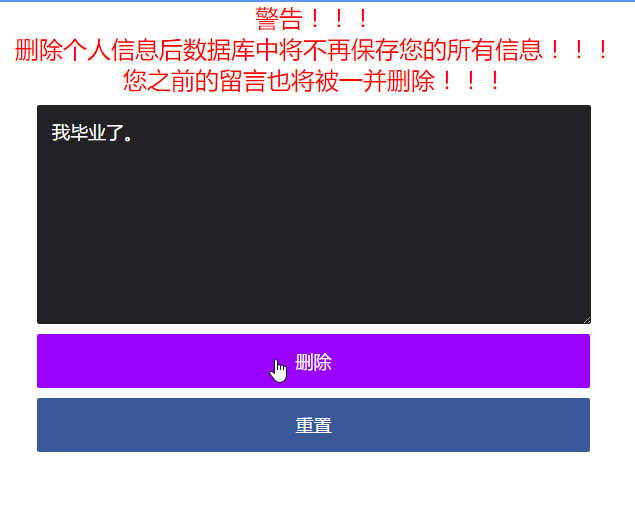 警告！！！
删除个人信息后数据库中将不再保存您的所有信息！！！
您之前的留言也将被一并删除！！！
我毕业了。
删除
重置